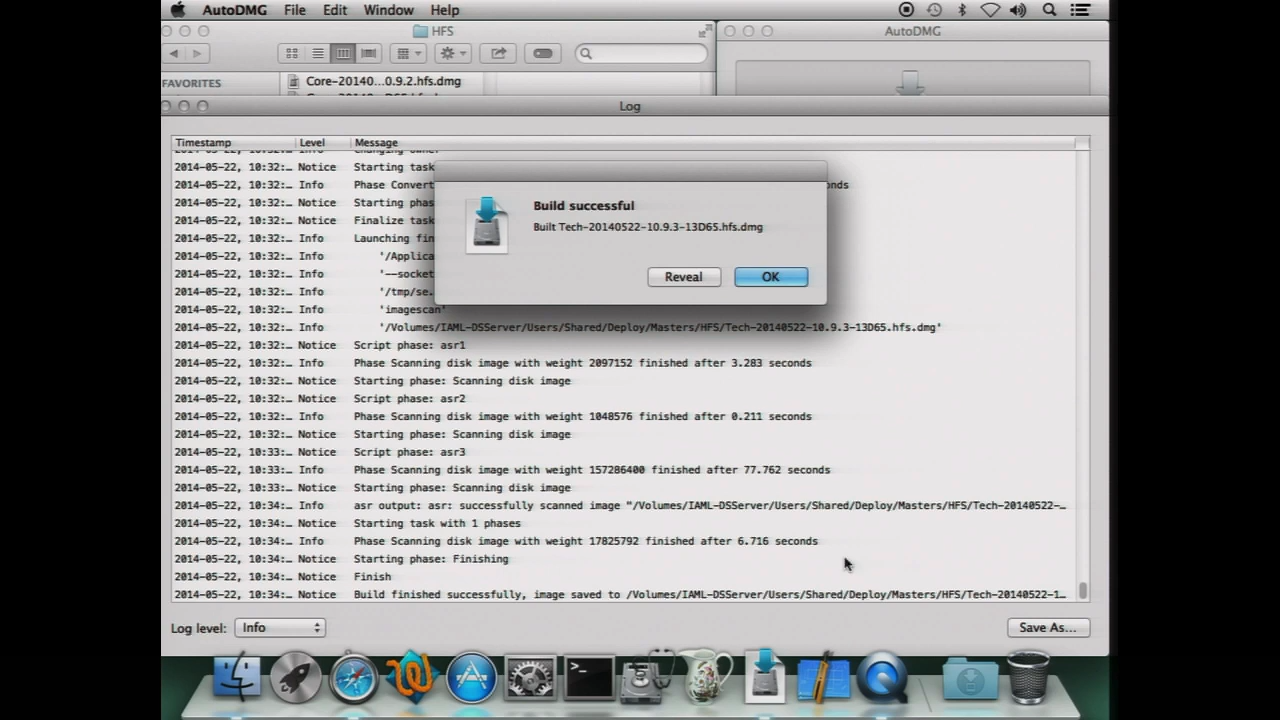 AutoDMG File Edit Window Help
HFS
AutoDMG
FAVORITES
Core-20140...0.9.2.hfs.dmg
Log
Timestamp Level Message
2014-05-22, 10:32:… Notice Starting task
2014-05-22, 10:32:… Info Phase Convert onds
2014-05-22, 10:32:… Notice Starting phas
2014-05-22, 10:32:… Notice Finalize task
2014-05-22, 10:32:… Info Launching fin
2014-05-22, 10:32:… Info '/Applica
2014-05-22, 10:32:… Info '--socket
2014-05-22, 10:32:… Info '/tmp/se.
2014-05-22, 10:32:… Info 'imagescan'
2014-05-22, 10:32:… Info '/Volumes/IAML-DSServer/Users/Shared/Deploy/Masters/HFS/Tech-20140522-10.9.3-13D65.hfs.dmg'
2014-05-22, 10:32:… Notice Script phase: asr1
2014-05-22, 10:32:… Info Phase Scanning disk image with weight 2097152 finished after 3.283 seconds
2014-05-22, 10:32:… Notice Starting phase: Scanning disk image
2014-05-22, 10:32:… Notice Script phase: asr2
2014-05-22, 10:32:… Info Phase Scanning disk image with weight 1048576 finished after 0.211 seconds
2014-05-22, 10:32:… Notice Starting phase: Scanning disk image
2014-05-22, 10:33:… Notice Script phase: asr3
2014-05-22, 10:33:… Info Phase Scanning disk image with weight 157286400 finished after 77.762 seconds
2014-05-22, 10:33:… Notice Starting phase: Scanning disk image
2014-05-22, 10:34:… Info asr output: asr: successfully scanned image "/Volumes/IAML-DSServer/Users/Shared/Deploy/Masters/HFS/Tech-20140522-…
2014-05-22, 10:34:… Notice Starting task with 1 phases
2014-05-22, 10:34:… Info Phase Scanning disk image with weight 17825792 finished after 6.716 seconds
2014-05-22, 10:34:… Notice Starting phase: Finishing
2014-05-22, 10:34:… Notice Finish
2014-05-22, 10:34:… Notice Build finished successfully, image saved to /Volumes/IAML-DSServer/Users/Shared/Deploy/Masters/HFS/Tech-20140522-1…
Build successful
Built Tech-20140522-10.9.3-13D65.hfs.dmg
Reveal OK
Log level: Info Save As...